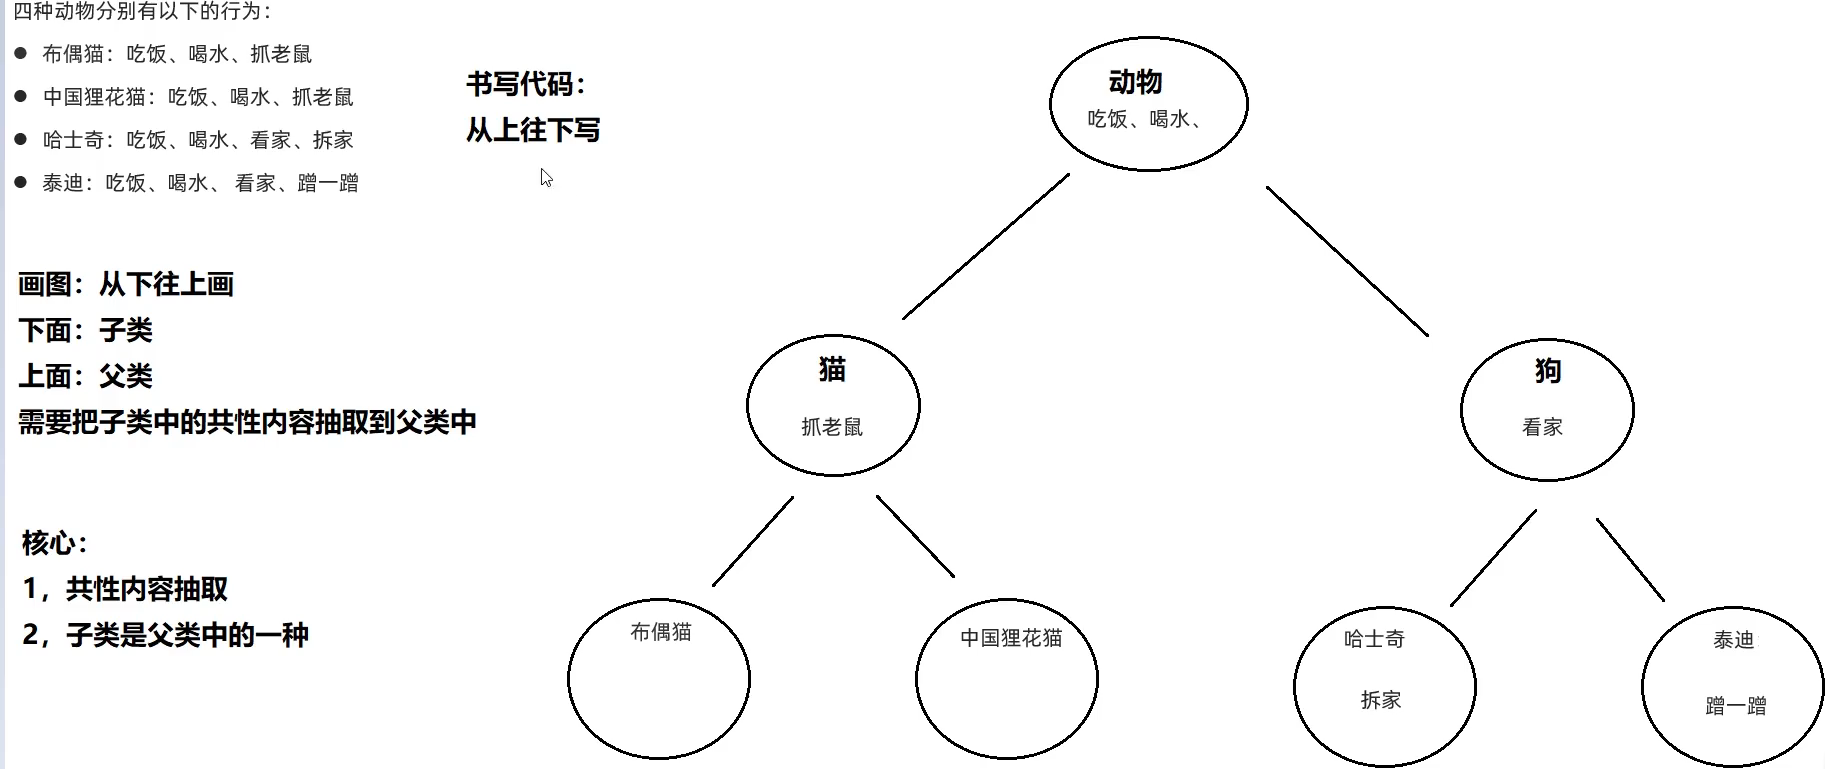 四种动物分别有以下的行为：
● 布偶猫：吃饭、喝水、抓老鼠
● 中国狸花猫：吃饭、喝水、抓老鼠
● 哈士奇：吃饭、喝水、看家、拆家
● 泰迪：吃饭、喝水、 看家、蹭一蹭
书写代码：
从上往下写
画图：从下往上画
下面：子类
上面：父类
需要把子类中的共性内容抽取到父类中
核心：
1，共性内容抽取
2，子类是父类中的一种
动物
吃饭、喝水、
猫
抓老鼠
狗
看家
布偶猫
中国狸花猫
哈士奇
拆家
泰迪
蹭一蹭